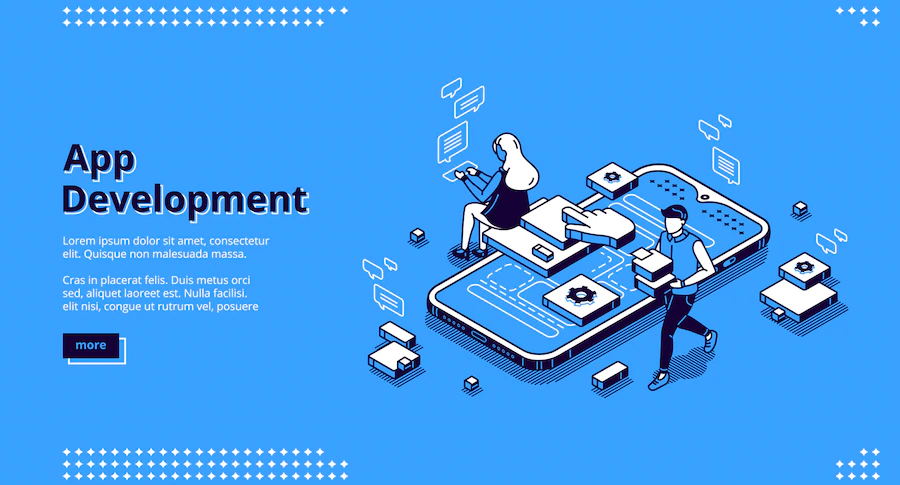 App
Development
Lorem ipsum dolor sit amet, consectetur
elit. Quisque non malesuada massa.
Cras in placerat felis. Duis metus orci
sed, aliquet laoreet est. Nulla facilisi.
elit nisi, congue ut rutrum vel, posuere
more